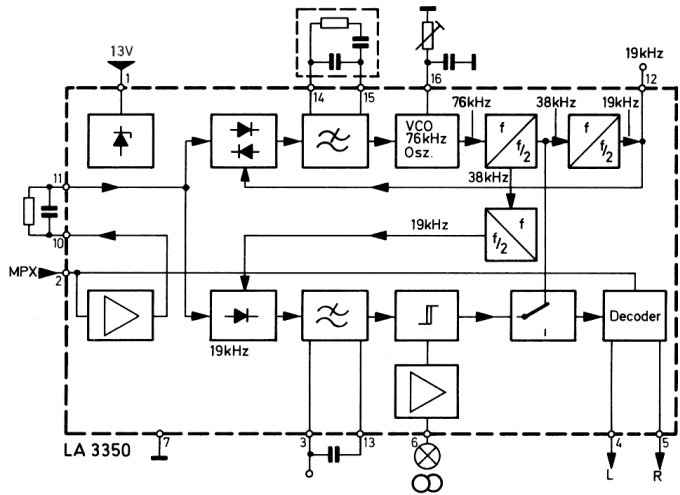 13V
19kHz
1
14
15
16
12
VCO
76kHz
Osz.
76kHz
f
f/2
38kHz
f
f/2
19kHz
11
38kHz
10
19kHz
f
f/2
MPX
2
19kHz
Decoder
7
3
13
6
4
5
LA 3350
L
R